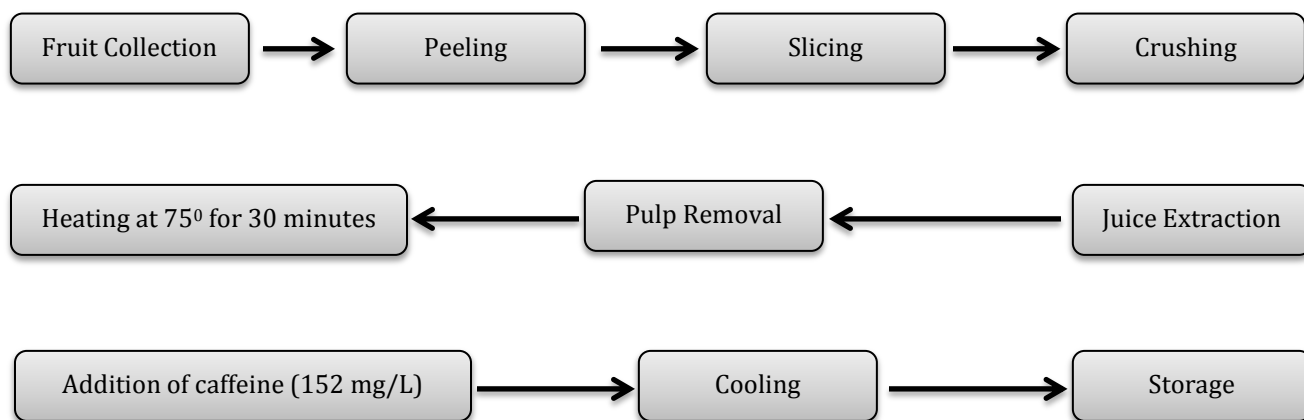 Fruit Collection
Peeling
Slicing
Crushing
Juice Extraction
Pulp Removal
Heating at 75⁰ for 30 minutes
Addition of caffeine (152 mg/L)
Cooling
Storage